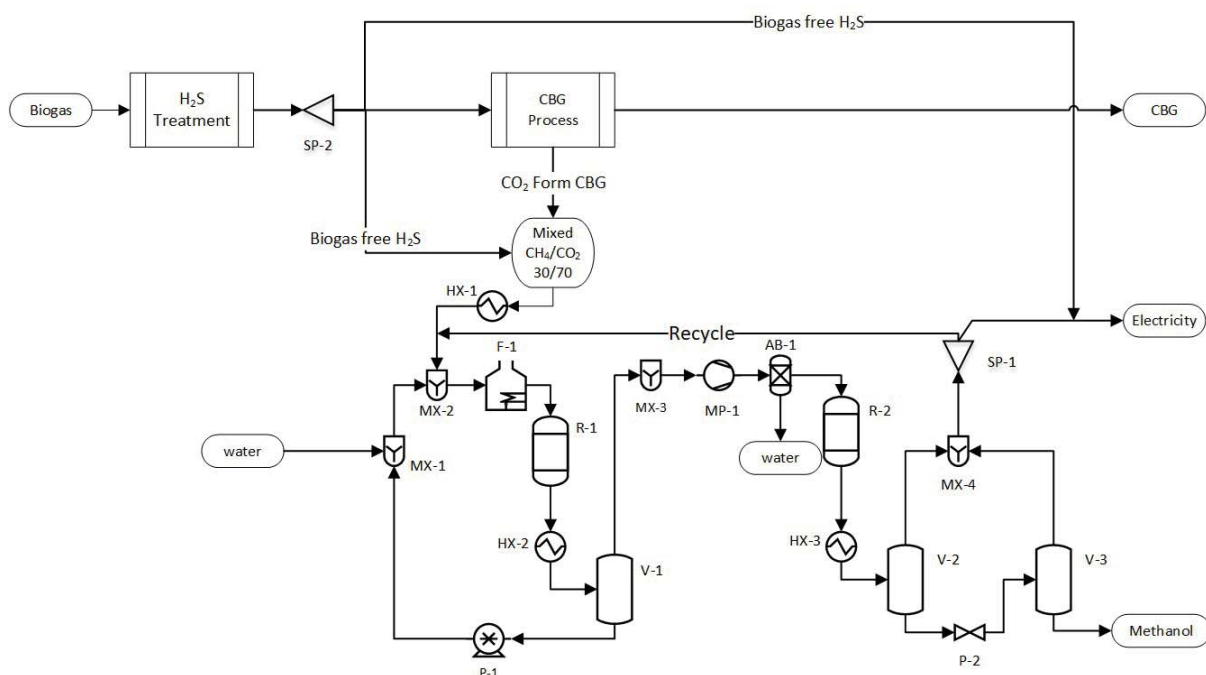 Biogas free H₂S
Biogas
H₂S
Treatment
SP-2
CBG
Process
CBG
CO₂ Form CBG
Biogas free H₂S
Mixed
CH₄/CO₂
30/70
HX-1
Recycle
Electricity
F-1
AB-1
SP-1
MX-2
MX-3
MP-1
R-2
R-1
water
MX-1
water
MX-4
HX-2
HX-3
V-1
V-2
V-3
Methanol
P-1
P-2